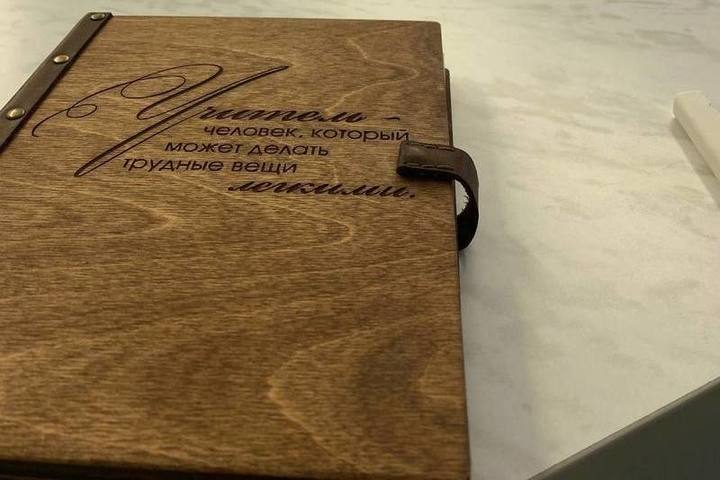 Учитель -
человек, который
может делать
трудные вещи
легкими.